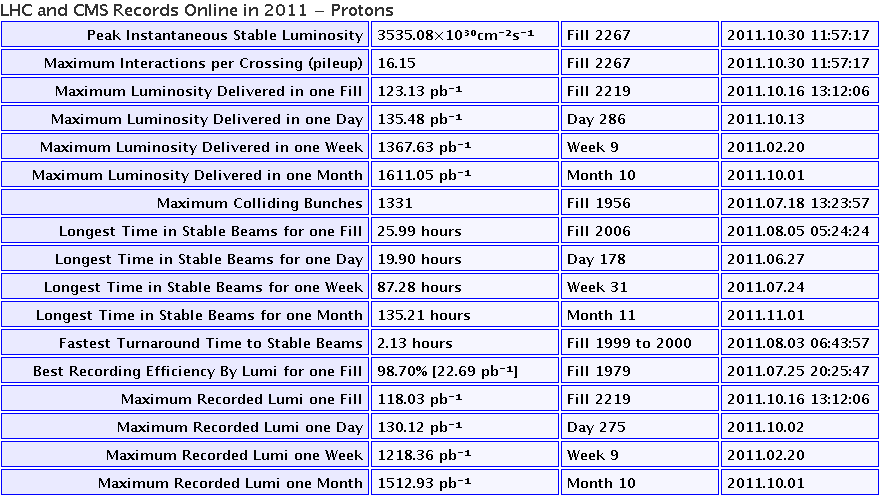 LHC and CMS Records Online in 2011 – Protons
Peak Instantaneous Stable Luminosity 3535.08×10³⁰cm⁻²s⁻¹ Fill 2267 2011.10.30 11:57:17
Maximum Interactions per Crossing (pileup) 16.15 Fill 2267 2011.10.30 11:57:17
Maximum Luminosity Delivered in one Fill 123.13 pb⁻¹ Fill 2219 2011.10.16 13:12:06
Maximum Luminosity Delivered in one Day 135.48 pb⁻¹ Day 286 2011.10.13
Maximum Luminosity Delivered in one Week 1367.63 pb⁻¹ Week 9 2011.02.20
Maximum Luminosity Delivered in one Month 1611.05 pb⁻¹ Month 10 2011.10.01
Maximum Colliding Bunches 1331 Fill 1956 2011.07.18 13:23:57
Longest Time in Stable Beams for one Fill 25.99 hours Fill 2006 2011.08.05 05:24:24
Longest Time in Stable Beams for one Day 19.90 hours Day 178 2011.06.27
Longest Time in Stable Beams for one Week 87.28 hours Week 31 2011.07.24
Longest Time in Stable Beams for one Month 135.21 hours Month 11 2011.11.01
Fastest Turnaround Time to Stable Beams 2.13 hours Fill 1999 to 2000 2011.08.03 06:43:57
Best Recording Efficiency By Lumi for one Fill 98.70% [22.69 pb⁻¹] Fill 1979 2011.07.25 20:25:47
Maximum Recorded Lumi one Fill 118.03 pb⁻¹ Fill 2219 2011.10.16 13:12:06
Maximum Recorded Lumi one Day 130.12 pb⁻¹ Day 275 2011.10.02
Maximum Recorded Lumi one Week 1218.36 pb⁻¹ Week 9 2011.02.20
Maximum Recorded Lumi one Month 1512.93 pb⁻¹ Month 10 2011.10.01